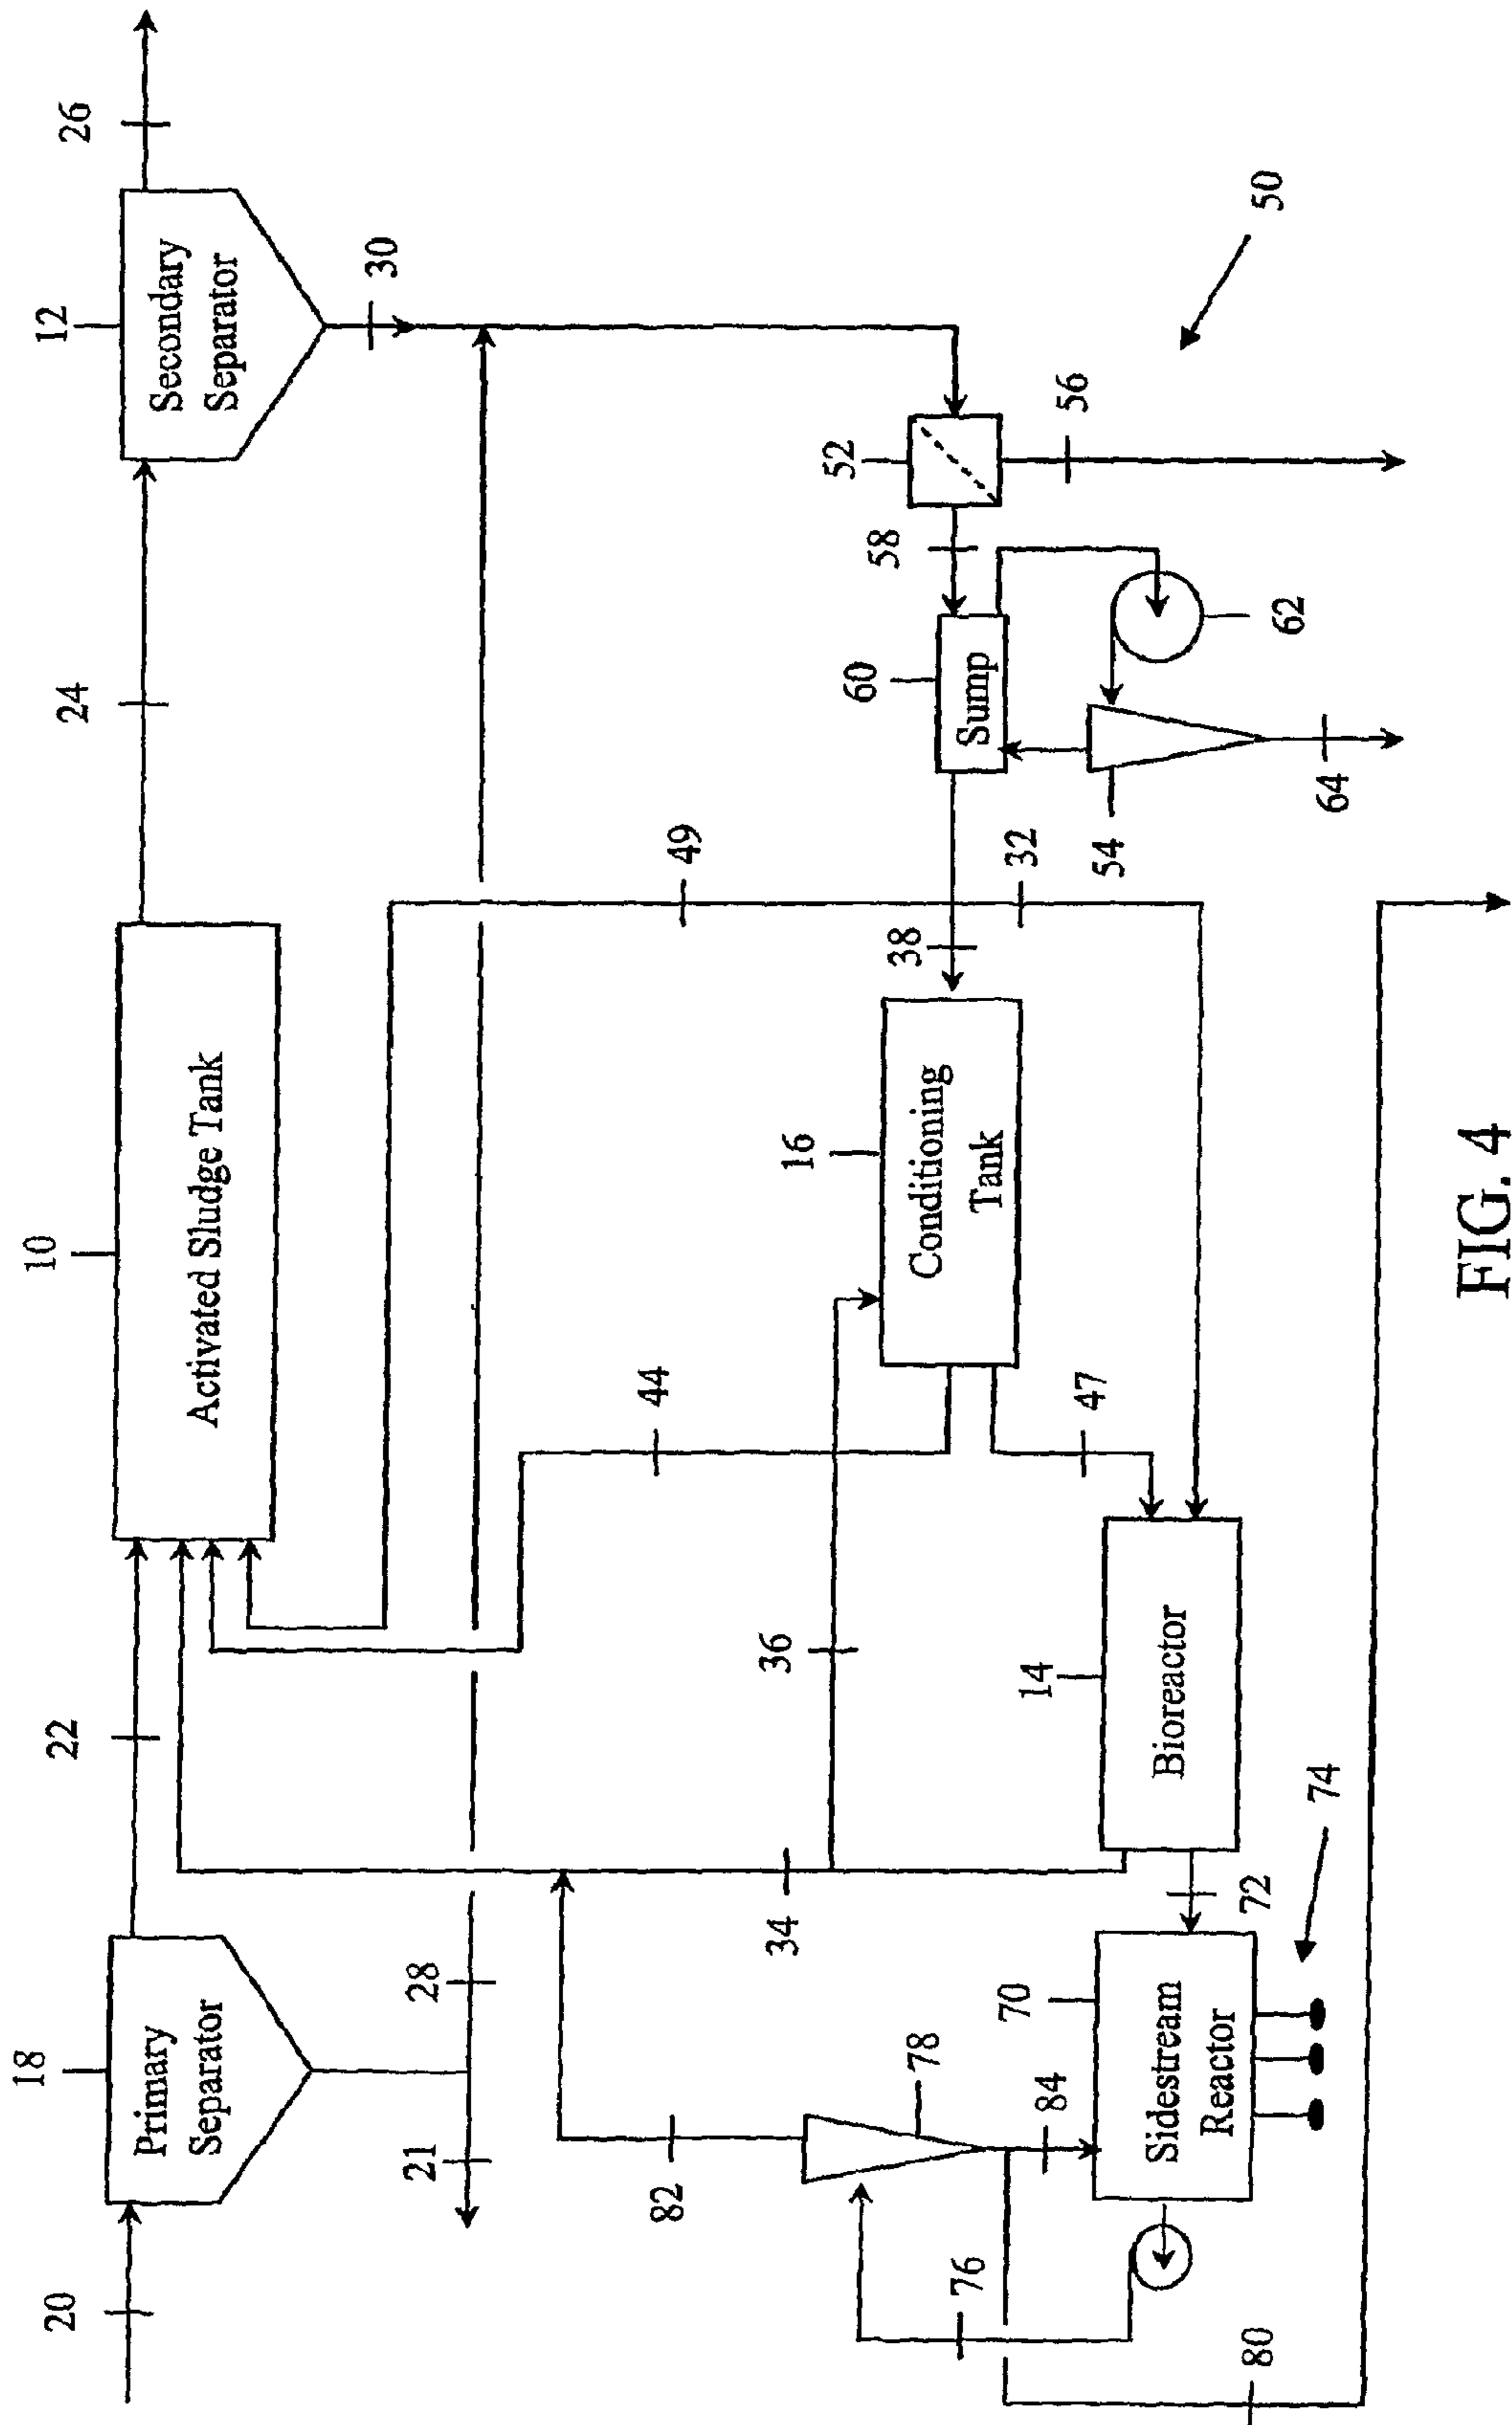 18
Primary
Separator
20
22
10
Activated Sludge Tank
24
12
Secondary
Separator
26
21
28
30
82
34
44
36
49
16
Conditioning
Tank
38
32
60
Sump
58
52
56
50
62
54
64
76
78
84
70
Sidestream
Reactor
72
74
14
Bioreactor
47
80
FIG. 4